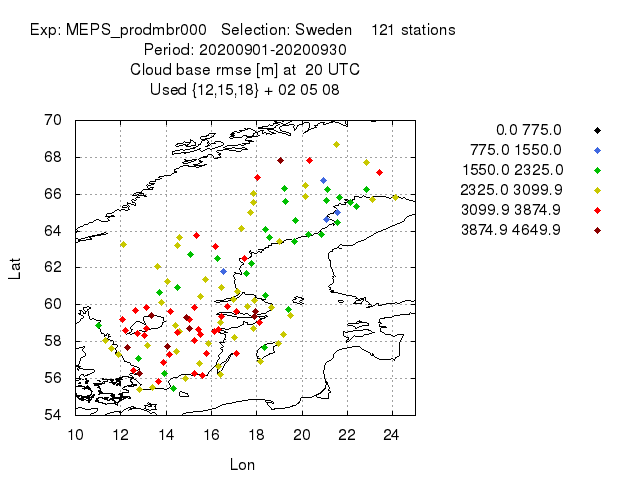 Exp: MEPS_prodmbr000   Selection: Sweden    121 stations
Period: 20200901-20200930
Cloud base rmse [m] at  20 UTC
Used {12,15,18} + 02 05 08
0.0 775.0
775.0 1550.0
1550.0 2325.0
2325.0 3099.9
3099.9 3874.9
3874.9 4649.9
70
68
66
64
62
60
58
56
54
Lat
10 12 14 16 18 20 22 24
Lon